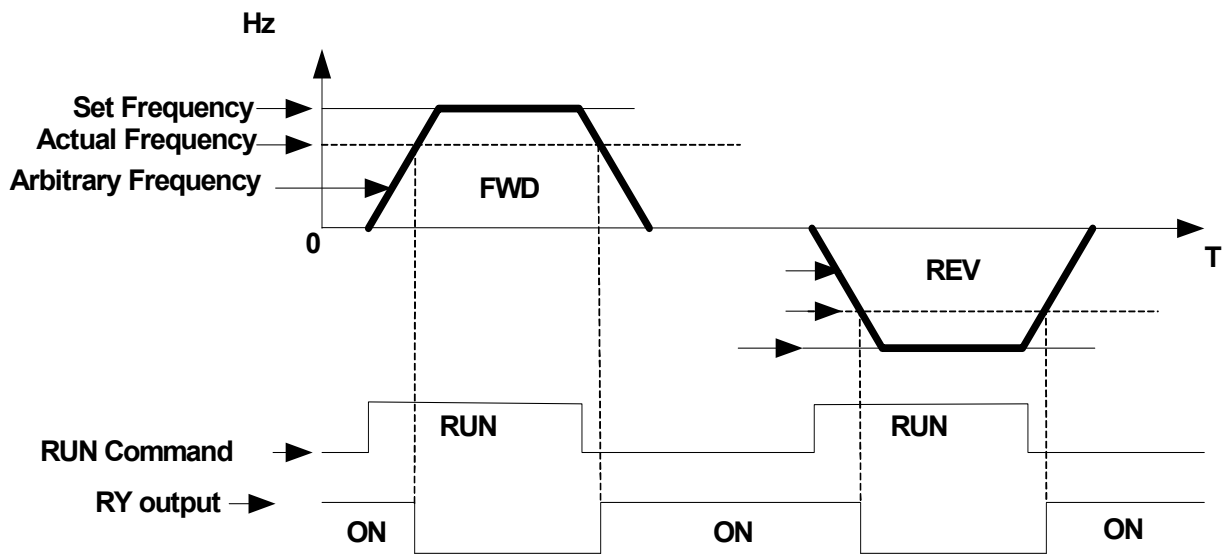 Hz
Set Frequency
Actual Frequency
Arbitrary Frequency
FWD
0
T
REV
RUN
RUN
RUN Command
RY output
ON
ON
ON